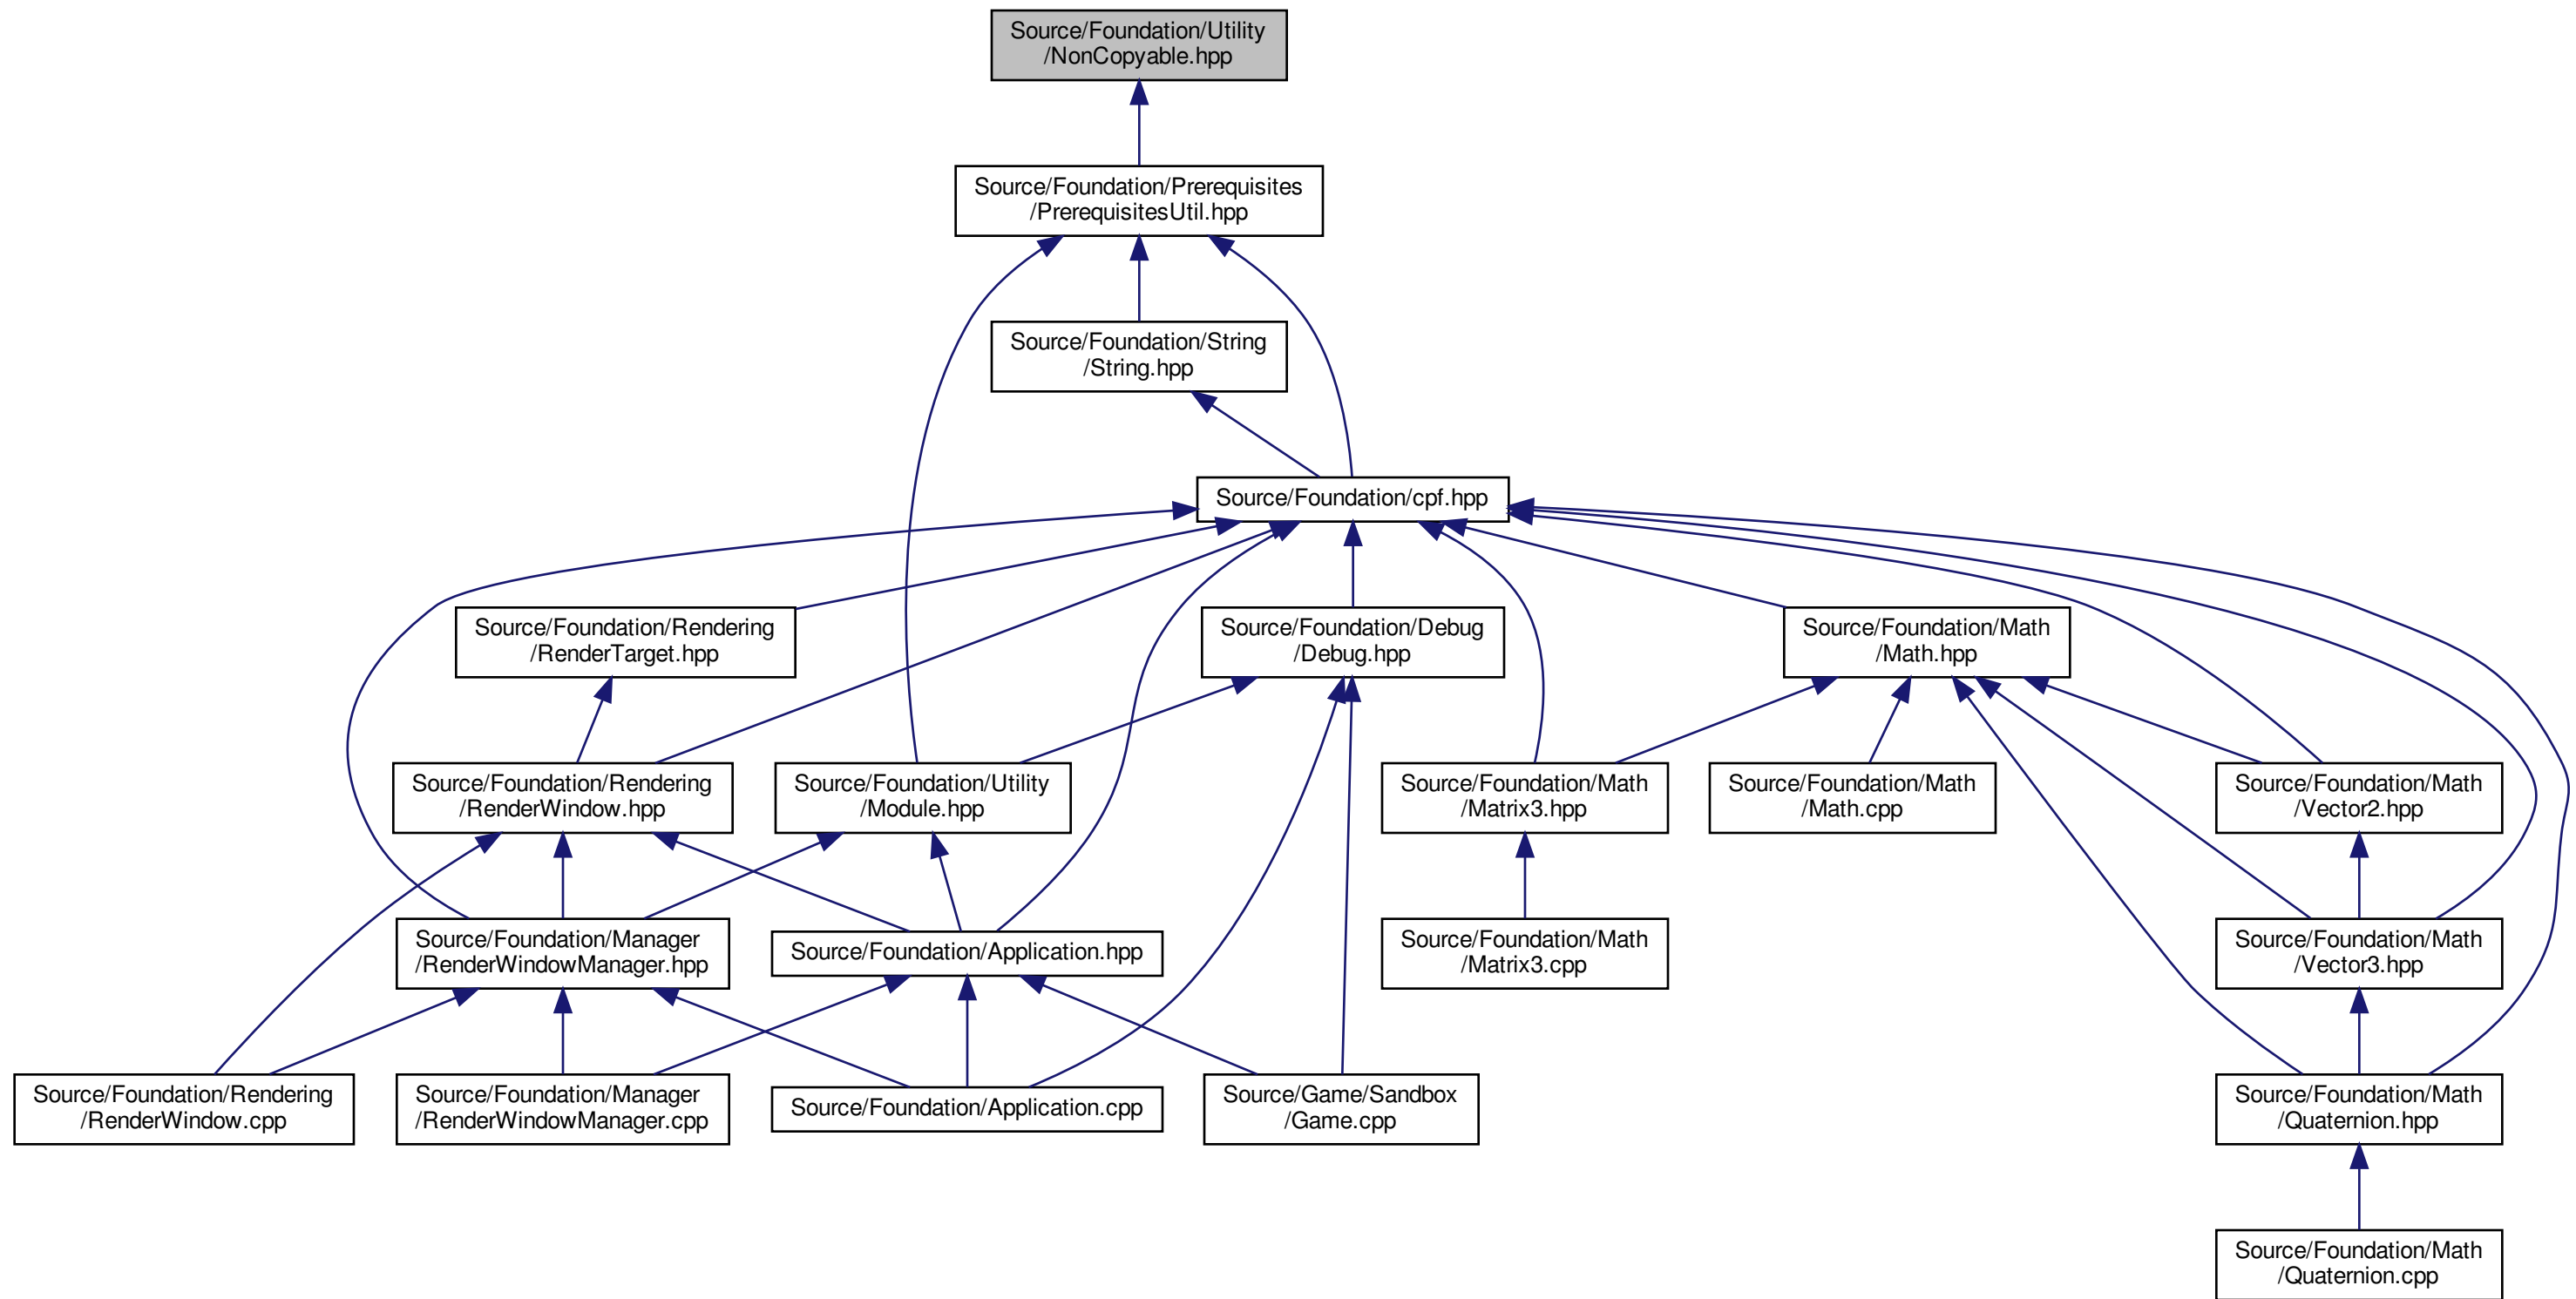 Source/Foundation/Utility
/NonCopyable.hpp
Source/Foundation/Prerequisites
/PrerequisitesUtil.hpp
Source/Foundation/String
/String.hpp
Source/Foundation/cpf.hpp
Source/Foundation/Rendering
/RenderTarget.hpp
Source/Foundation/Debug
/Debug.hpp
Source/Foundation/Math
/Math.hpp
Source/Foundation/Rendering
/RenderWindow.hpp
Source/Foundation/Utility
/Module.hpp
Source/Foundation/Math
/Matrix3.hpp
Source/Foundation/Math
/Math.cpp
Source/Foundation/Math
/Vector2.hpp
Source/Foundation/Manager
/RenderWindowManager.hpp
Source/Foundation/Application.hpp
Source/Foundation/Math
/Matrix3.cpp
Source/Foundation/Math
/Vector3.hpp
Source/Foundation/Rendering
/RenderWindow.cpp
Source/Foundation/Manager
/RenderWindowManager.cpp
Source/Foundation/Application.cpp
Source/Game/Sandbox
/Game.cpp
Source/Foundation/Math
/Quaternion.hpp
Source/Foundation/Math
/Quaternion.cpp